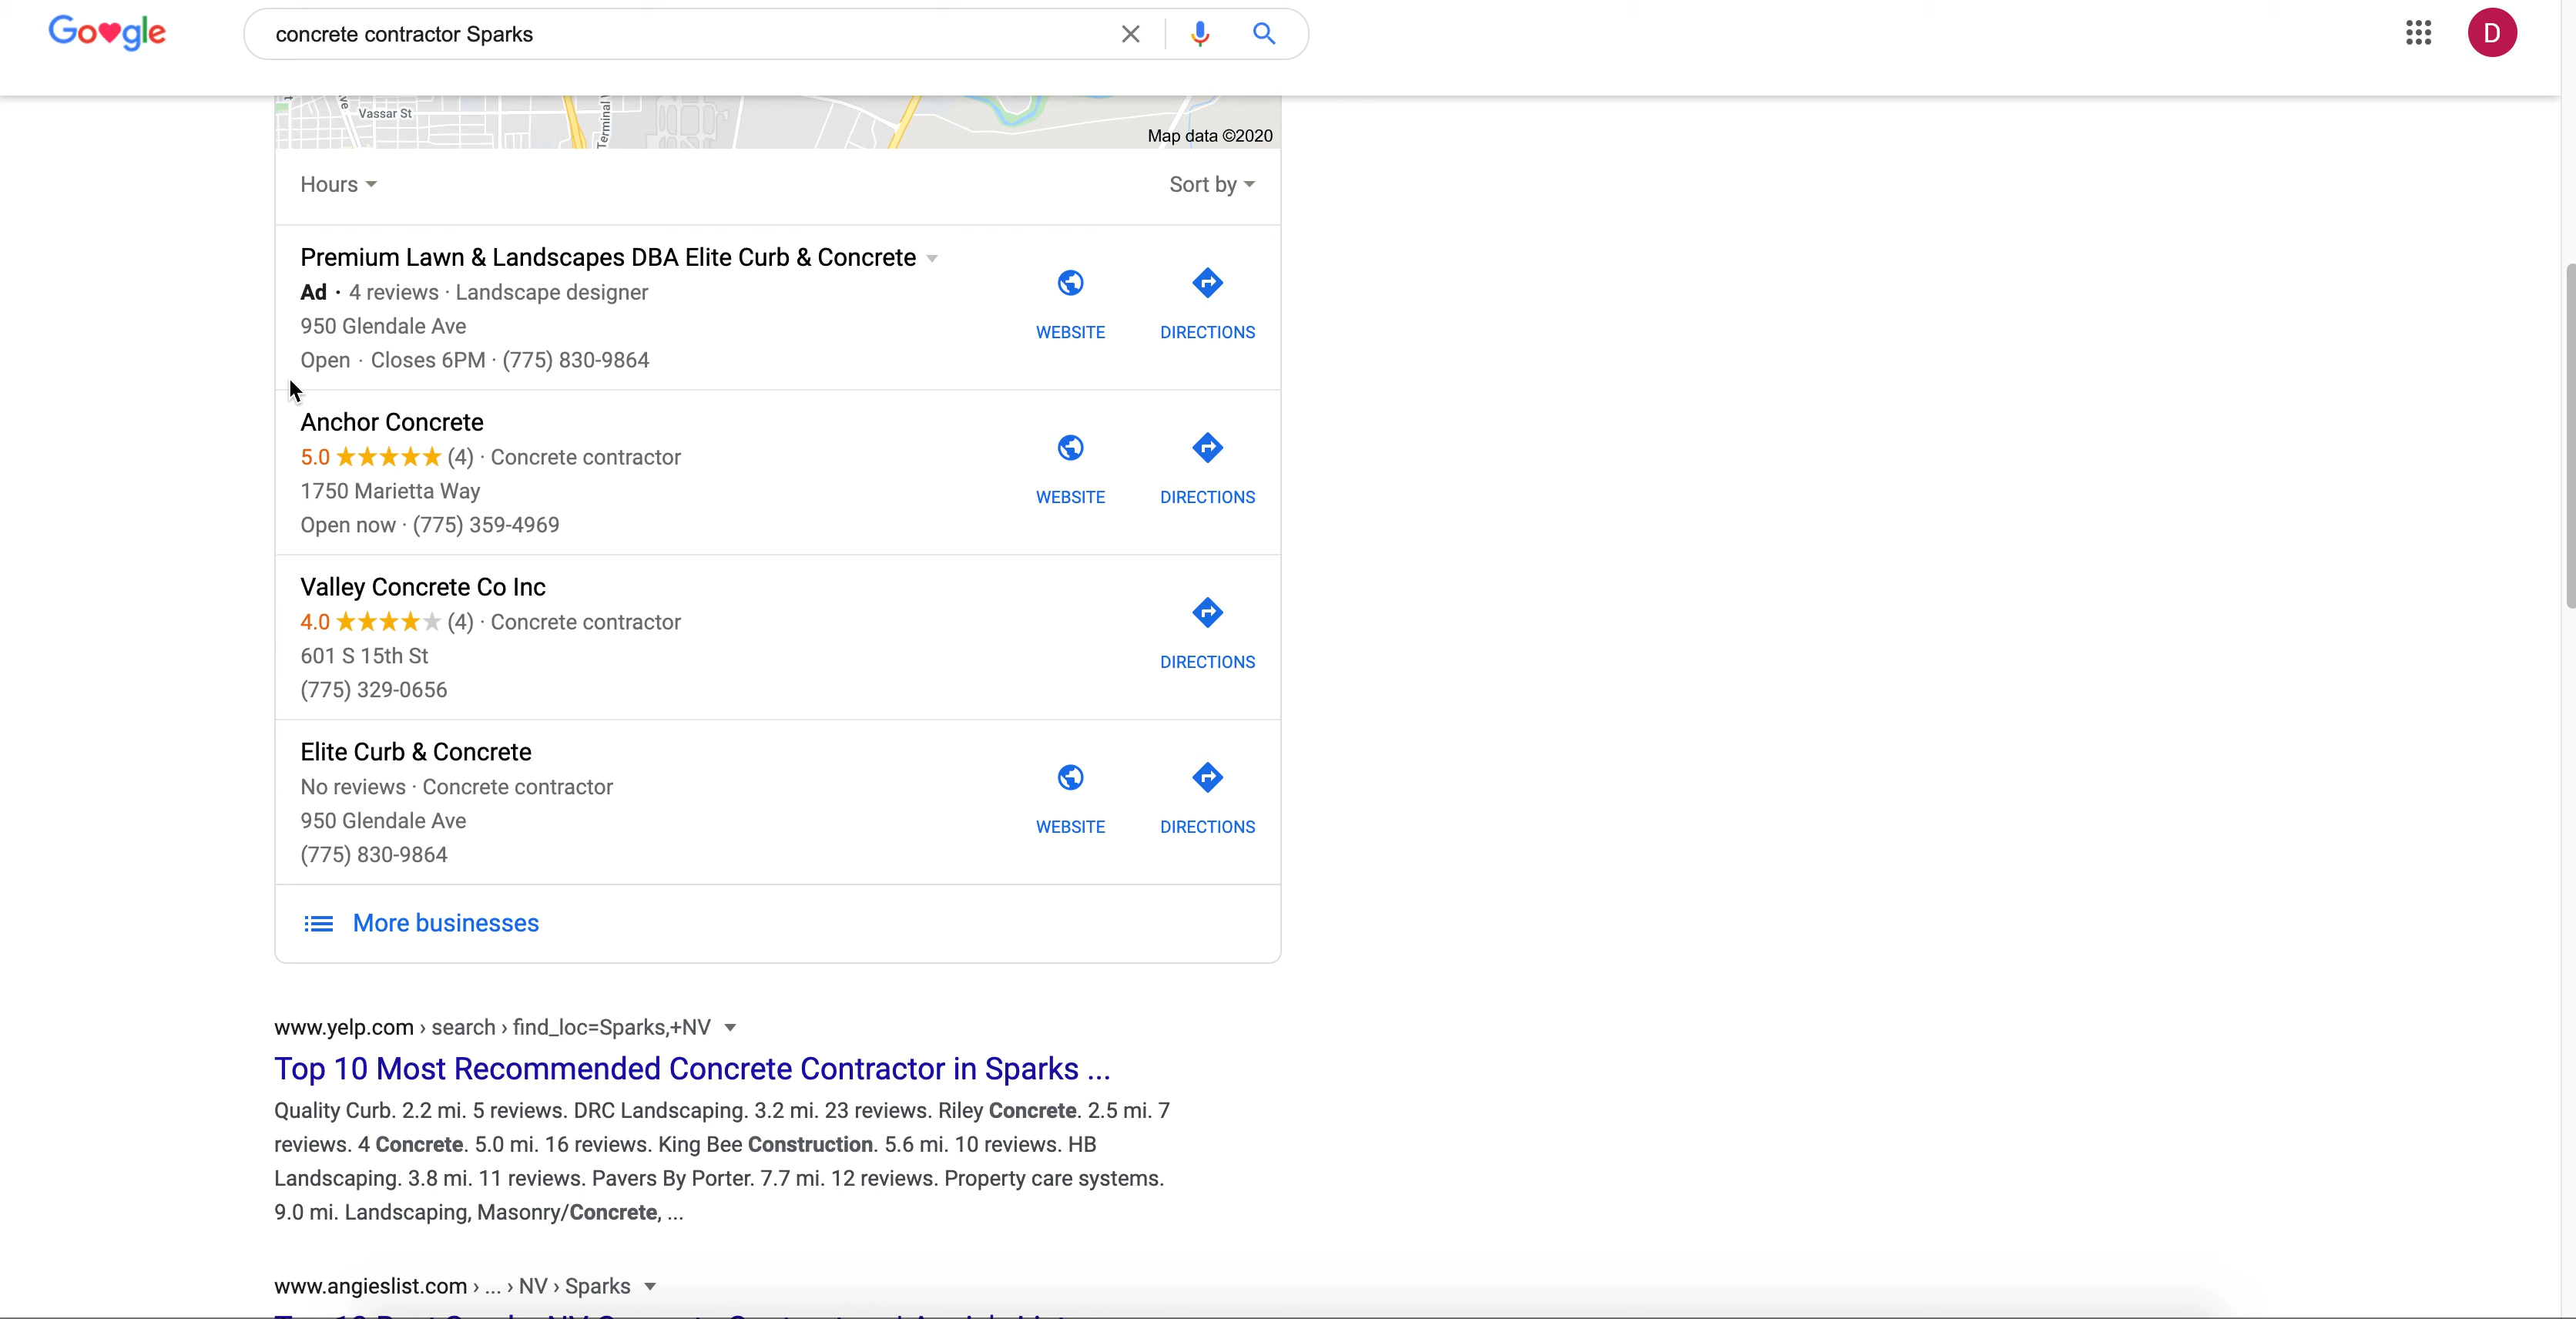 Google
concrete contractor Sparks
D
Vassar St
Terminal
Map data ©2020
Hours
Sort by
Premium Lawn & Landscapes DBA Elite Curb & Concrete
Ad · 4 reviews · Landscape designer
950 Glendale Ave
Open · Closes 6PM · (775) 830-9864
WEBSITE
DIRECTIONS
Anchor Concrete
5.0 (4) · Concrete contractor
1750 Marietta Way
Open now · (775) 359-4969
WEBSITE
DIRECTIONS
Valley Concrete Co Inc
4.0 (4) · Concrete contractor
601 S 15th St
(775) 329-0656
DIRECTIONS
Elite Curb & Concrete
No reviews · Concrete contractor
950 Glendale Ave
(775) 830-9864
WEBSITE
DIRECTIONS
More businesses
www.yelp.com › search › find_loc=Sparks,+NV
Top 10 Most Recommended Concrete Contractor in Sparks ...
Quality Curb. 2.2 mi. 5 reviews. DRC Landscaping. 3.2 mi. 23 reviews. Riley Concrete. 2.5 mi. 7
reviews. 4 Concrete. 5.0 mi. 16 reviews. King Bee Construction. 5.6 mi. 10 reviews. HB
Landscaping. 3.8 mi. 11 reviews. Pavers By Porter. 7.7 mi. 12 reviews. Property care systems.
9.0 mi. Landscaping, Masonry/Concrete, ...
www.angieslist.com › ... › NV › Sparks